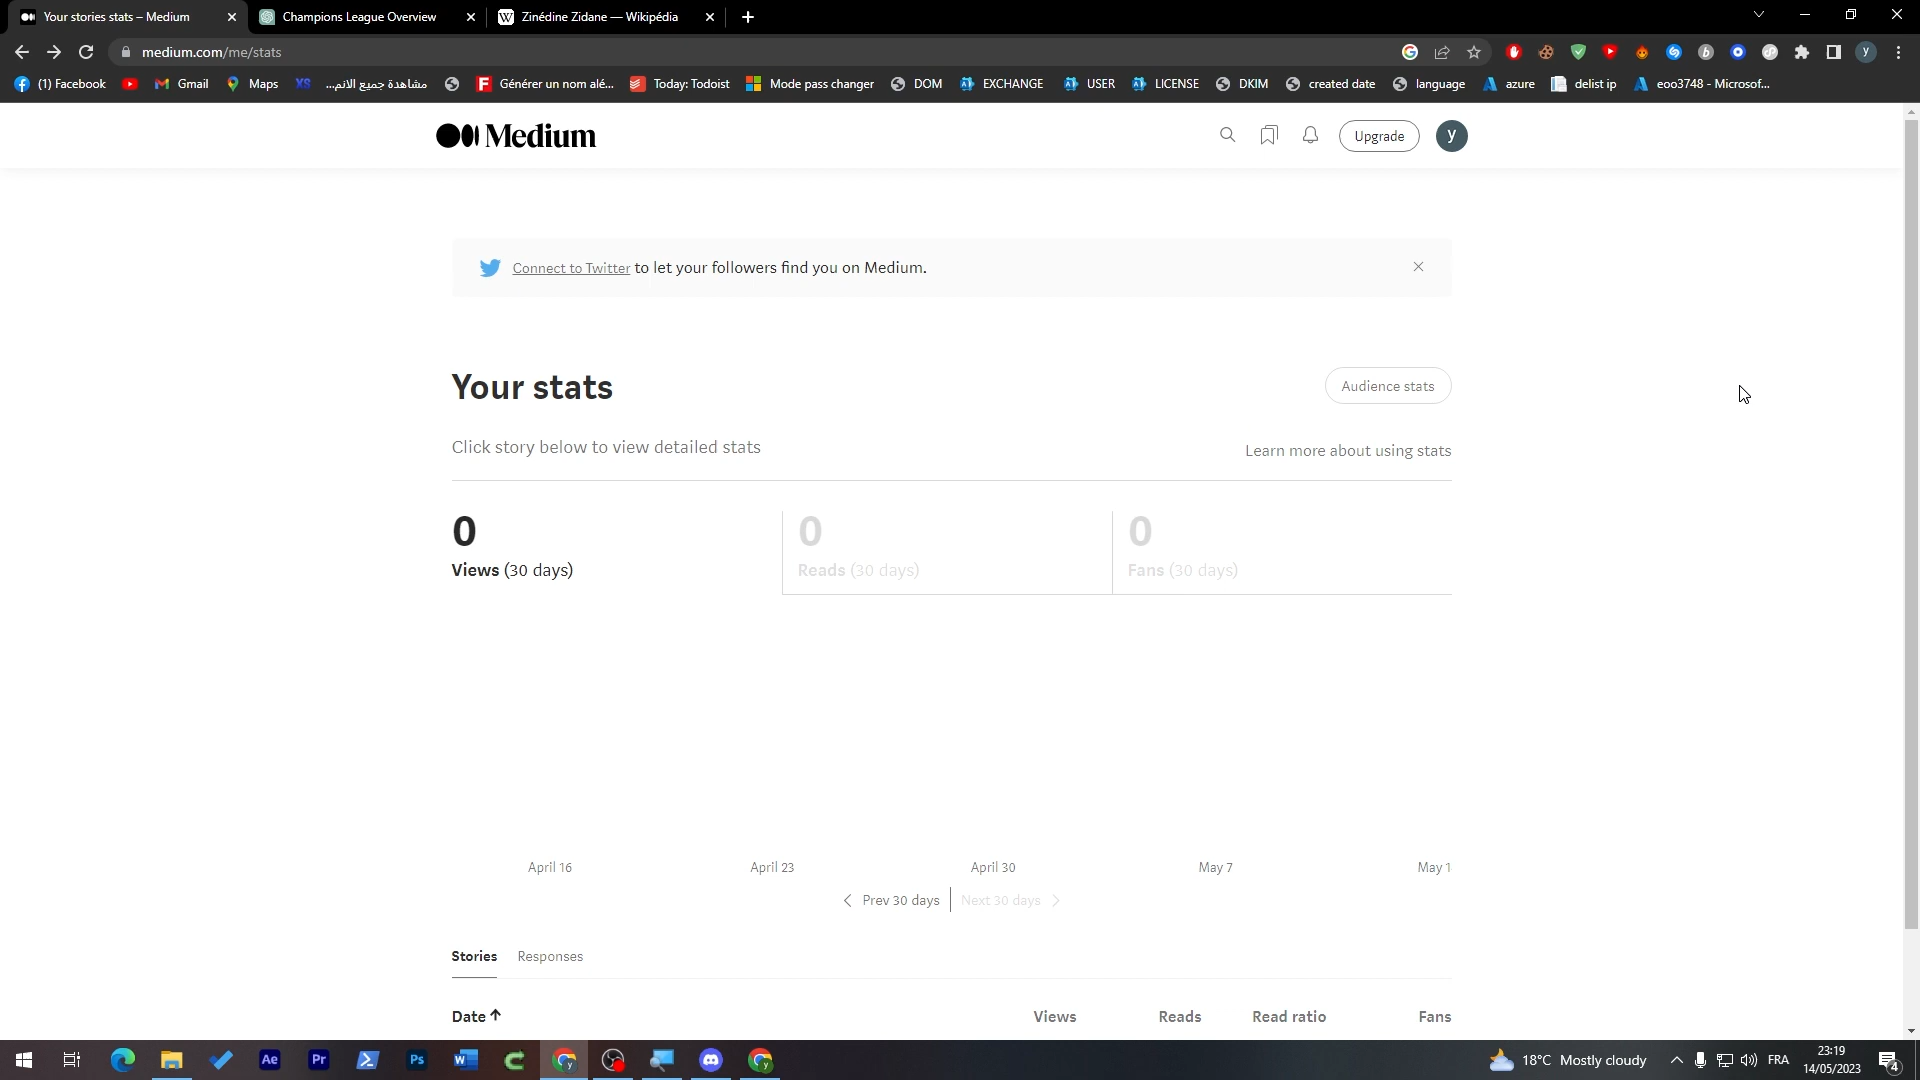 Your stories stats – Medium
Champions League Overview
Zinédine Zidane — Wikipédia
medium.com/me/stats
y
(1) Facebook
Gmail
Maps
XS
مشاهدة جميع الانمي...
Générer un nom alé...
Today: Todoist
Mode pass changer
DOM
EXCHANGE
USER
LICENSE
DKIM
created date
language
azure
delist ip
eoo3748 - Microsof...
Medium
Upgrade
y
Connect to Twitter to let your followers find you on Medium.
Your stats
Audience stats
Click story below to view detailed stats
Learn more about using stats
0
Views (30 days)
0
Reads (30 days)
0
Fans (30 days)
April 16
April 23
April 30
May 7
May 1
Prev 30 days
Next 30 days
Stories
Responses
Date
Views
Reads
Read ratio
Fans
Ae
Pr
Ps
W
18°C Mostly cloudy
FRA
23:19
14/05/2023
4